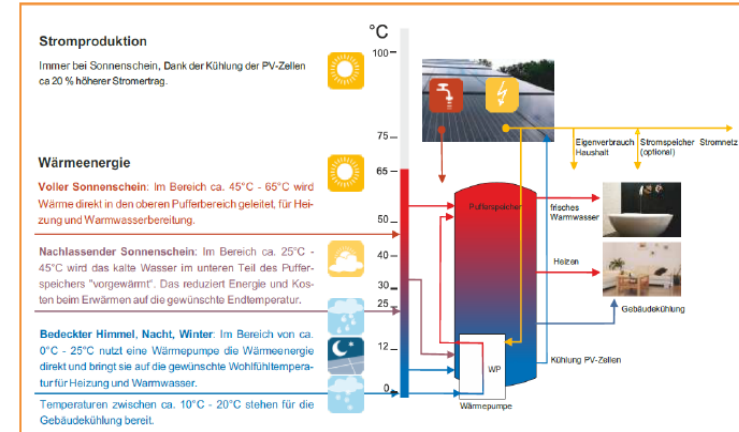 °C
Stromproduktion
Immer bei Sonnenschein, Dank der Kühlung der PV-Zellen
ca 20 % höherer Stromertrag.
Wärmeenergie
Voller Sonnenschein: Im Bereich ca. 45°C - 65°C wird
Wärme direkt in den oberen Pufferbereich geleitet, für Hei-
zung und Warmwasserbereitung.
Nachlassender Sonnenschein: Im Bereich ca. 25°C -
45°C wird das kalte Wasser im unteren Teil des Puffer-
speichers "vorgewärmt". Das reduziert Energie und Kos-
ten beim Erwärmen auf die gewünschte Endtemperatur.
Bedeckter Himmel, Nacht, Winter: Im Bereich von ca.
0°C - 25°C nutzt eine Wärmepumpe die Wärmeenergie
direkt und bringt sie auf die gewünschte Wohlfühltempera-
tur für Heizung und Warmwasser.
Temperaturen zwischen ca. 10°C - 20°C stehen für die
Gebäudekühlung bereit.
100
75
50
40
30
25
12
0
Eigenverbrauch
Haushalt
Stromspeicher
(optional)
Stromnetz
Pufferspeicher
frisches
Warmwasser
Heizen
Gebäudekühlung
Kühlung PV-Zellen
WP
Wärmepumpe